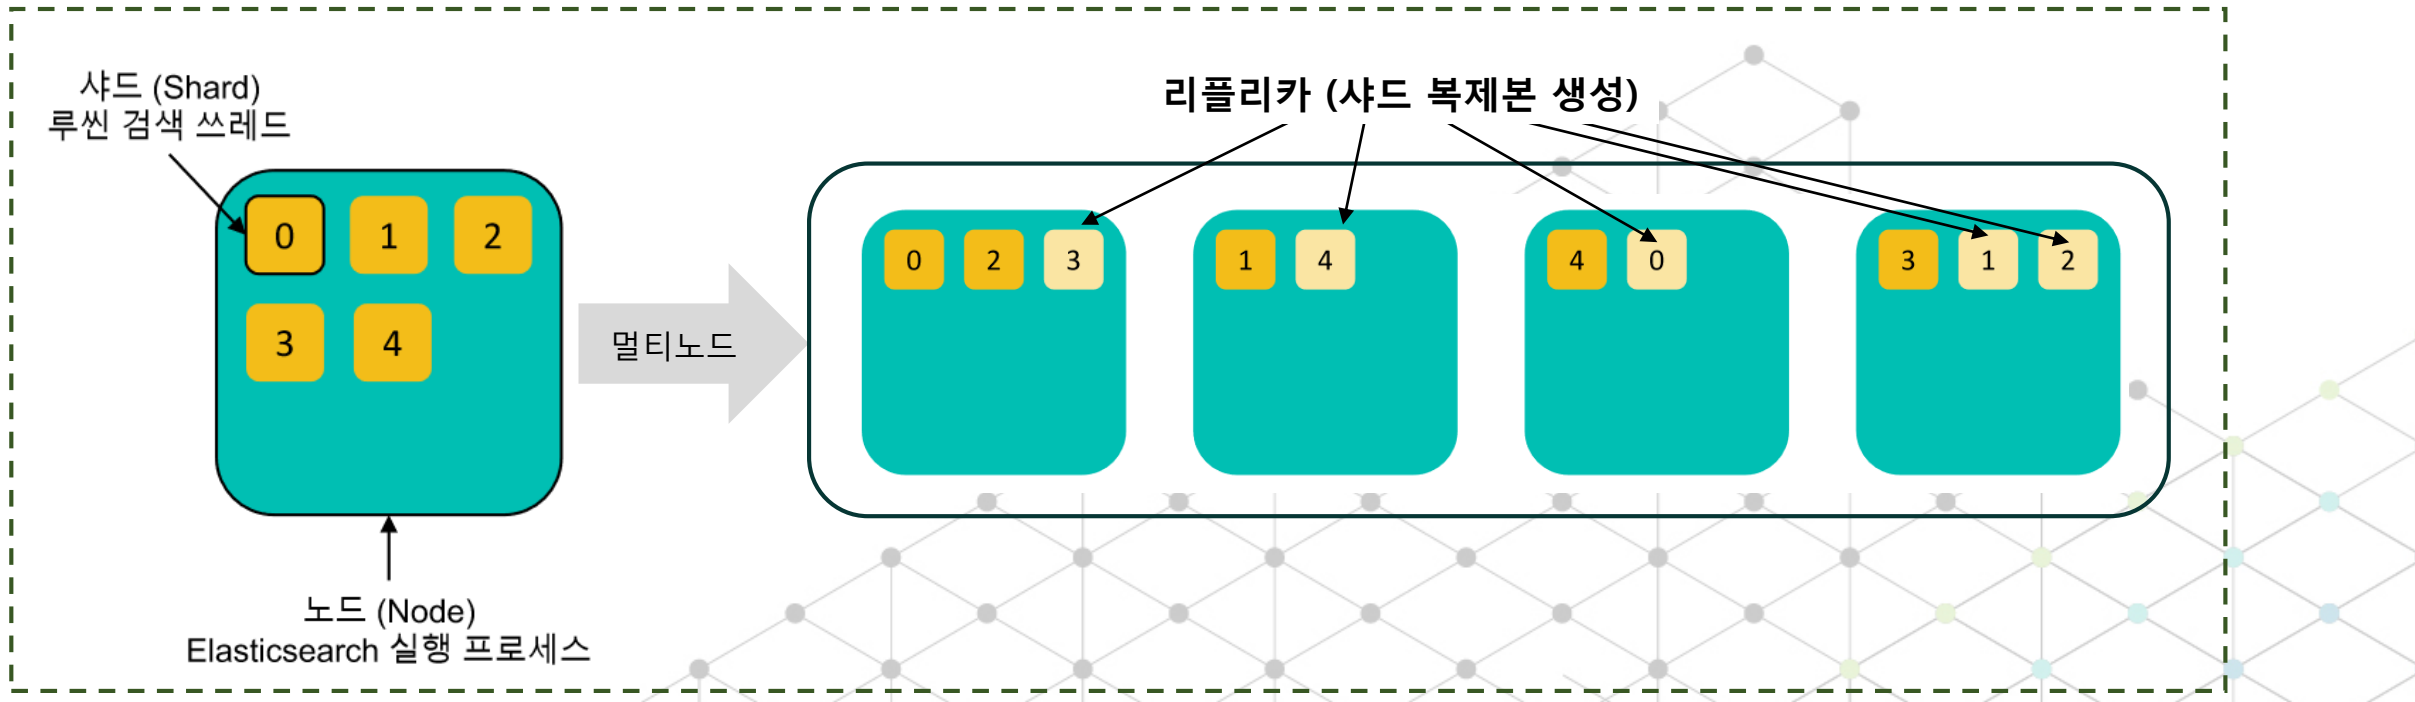 샤드 (Shard)
루씬 검색 쓰레드
0 1 2
3 4
노드 (Node)
Elasticsearch 실행 프로세스
멀티노드
리플리카 (샤드 복제본 생성)
0 2 3
1 4
4 0
3 1 2